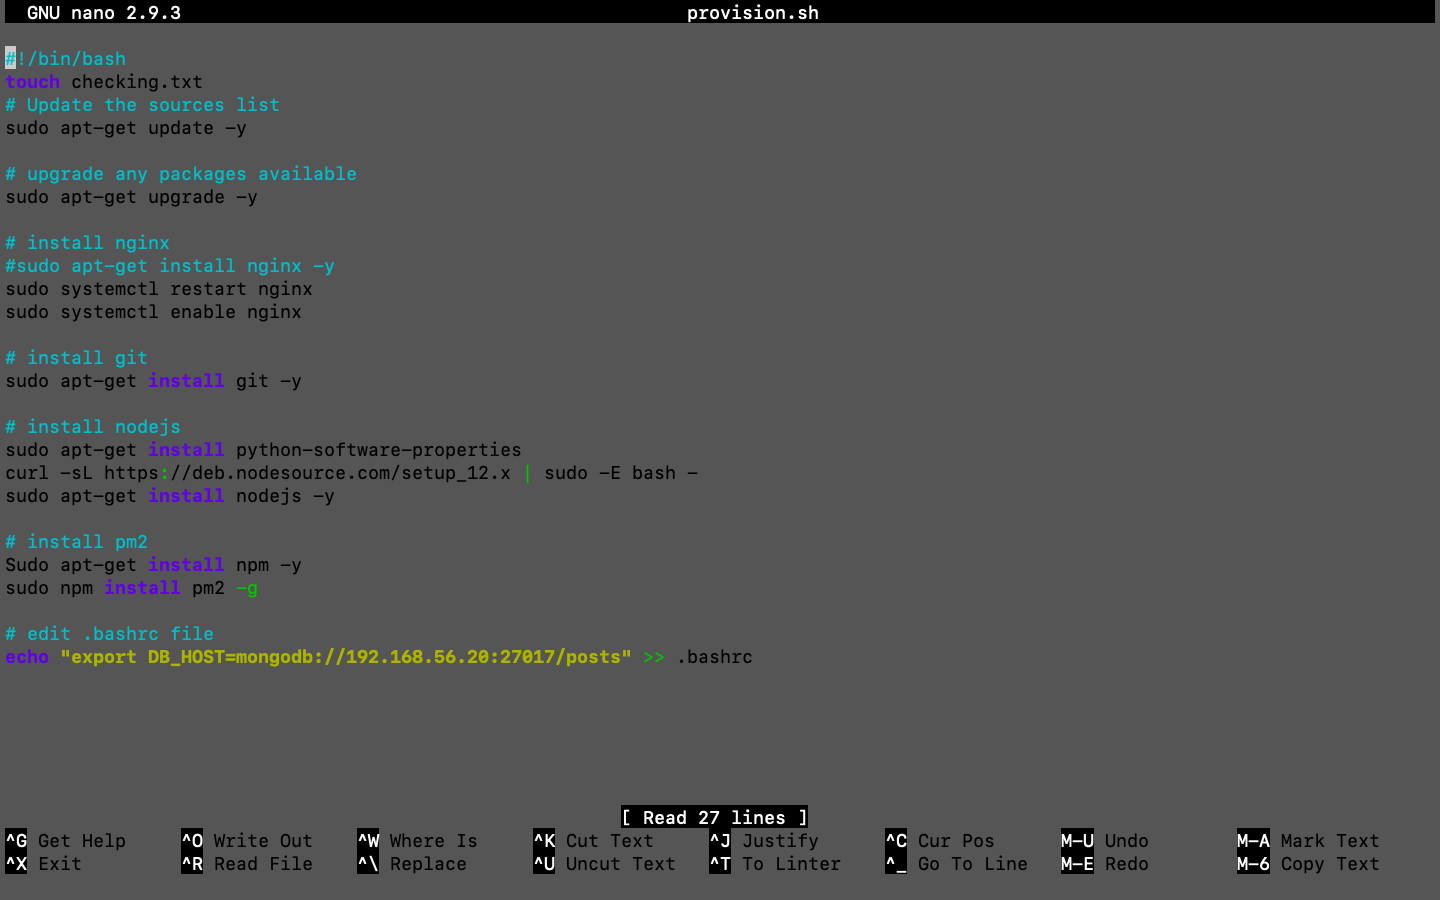 GNU nano 2.9.3 provision.sh
#!/bin/bash
touch checking.txt
# Update the sources list
sudo apt-get update -y
# upgrade any packages available
sudo apt-get upgrade -y
# install nginx
#sudo apt-get install nginx -y
sudo systemctl restart nginx
sudo systemctl enable nginx
# install git
sudo apt-get install git -y
# install nodejs
sudo apt-get install python-software-properties
curl -sL https://deb.nodesource.com/setup_12.x | sudo -E bash -
sudo apt-get install nodejs -y
# install pm2
Sudo apt-get install npm -y
sudo npm install pm2 -g
# edit .bashrc file
echo "export DB_HOST=mongodb://192.168.56.20:27017/posts" >> .bashrc
[ Read 27 lines ]
^G Get Help ^O Write Out ^W Where Is ^K Cut Text ^J Justify ^C Cur Pos M-U Undo M-A Mark Text
^X Exit ^R Read File ^\ Replace ^U Uncut Text ^T To Linter ^_ Go To Line M-E Redo M-6 Copy Text